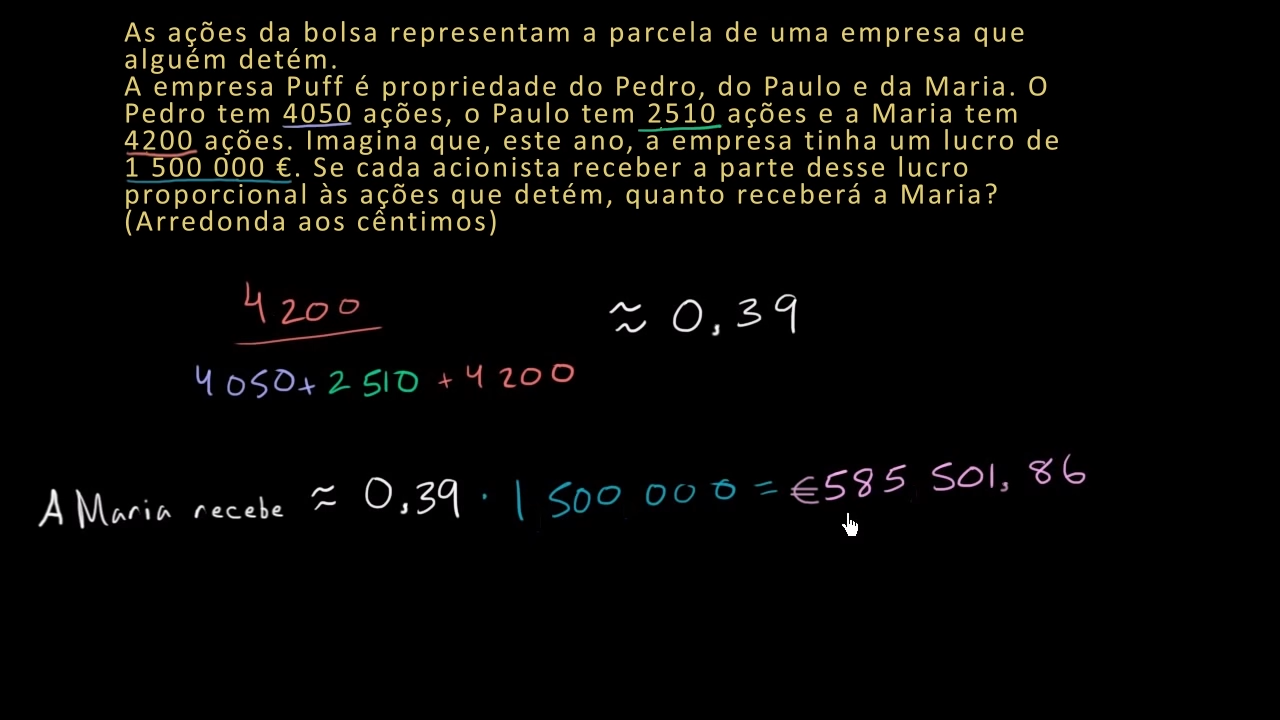 As ações da bolsa representam a parcela de uma empresa que
alguém detém.
A empresa Puff é propriedade do Pedro, do Paulo e da Maria. O
Pedro tem 4050 ações, o Paulo tem 2510 ações e a Maria tem
4200 ações. Imagina que, este ano, a empresa tinha um lucro de
1 500 000 €. Se cada acionista receber a parte desse lucro
proporcional às ações que detém, quanto receberá a Maria?
(Arredonda aos cêntimos)
4200
≈ 0,39
4050+ 2510 + 4200
A Maria recebe ≈ 0,39 · 1 500 000 = €585 501,86